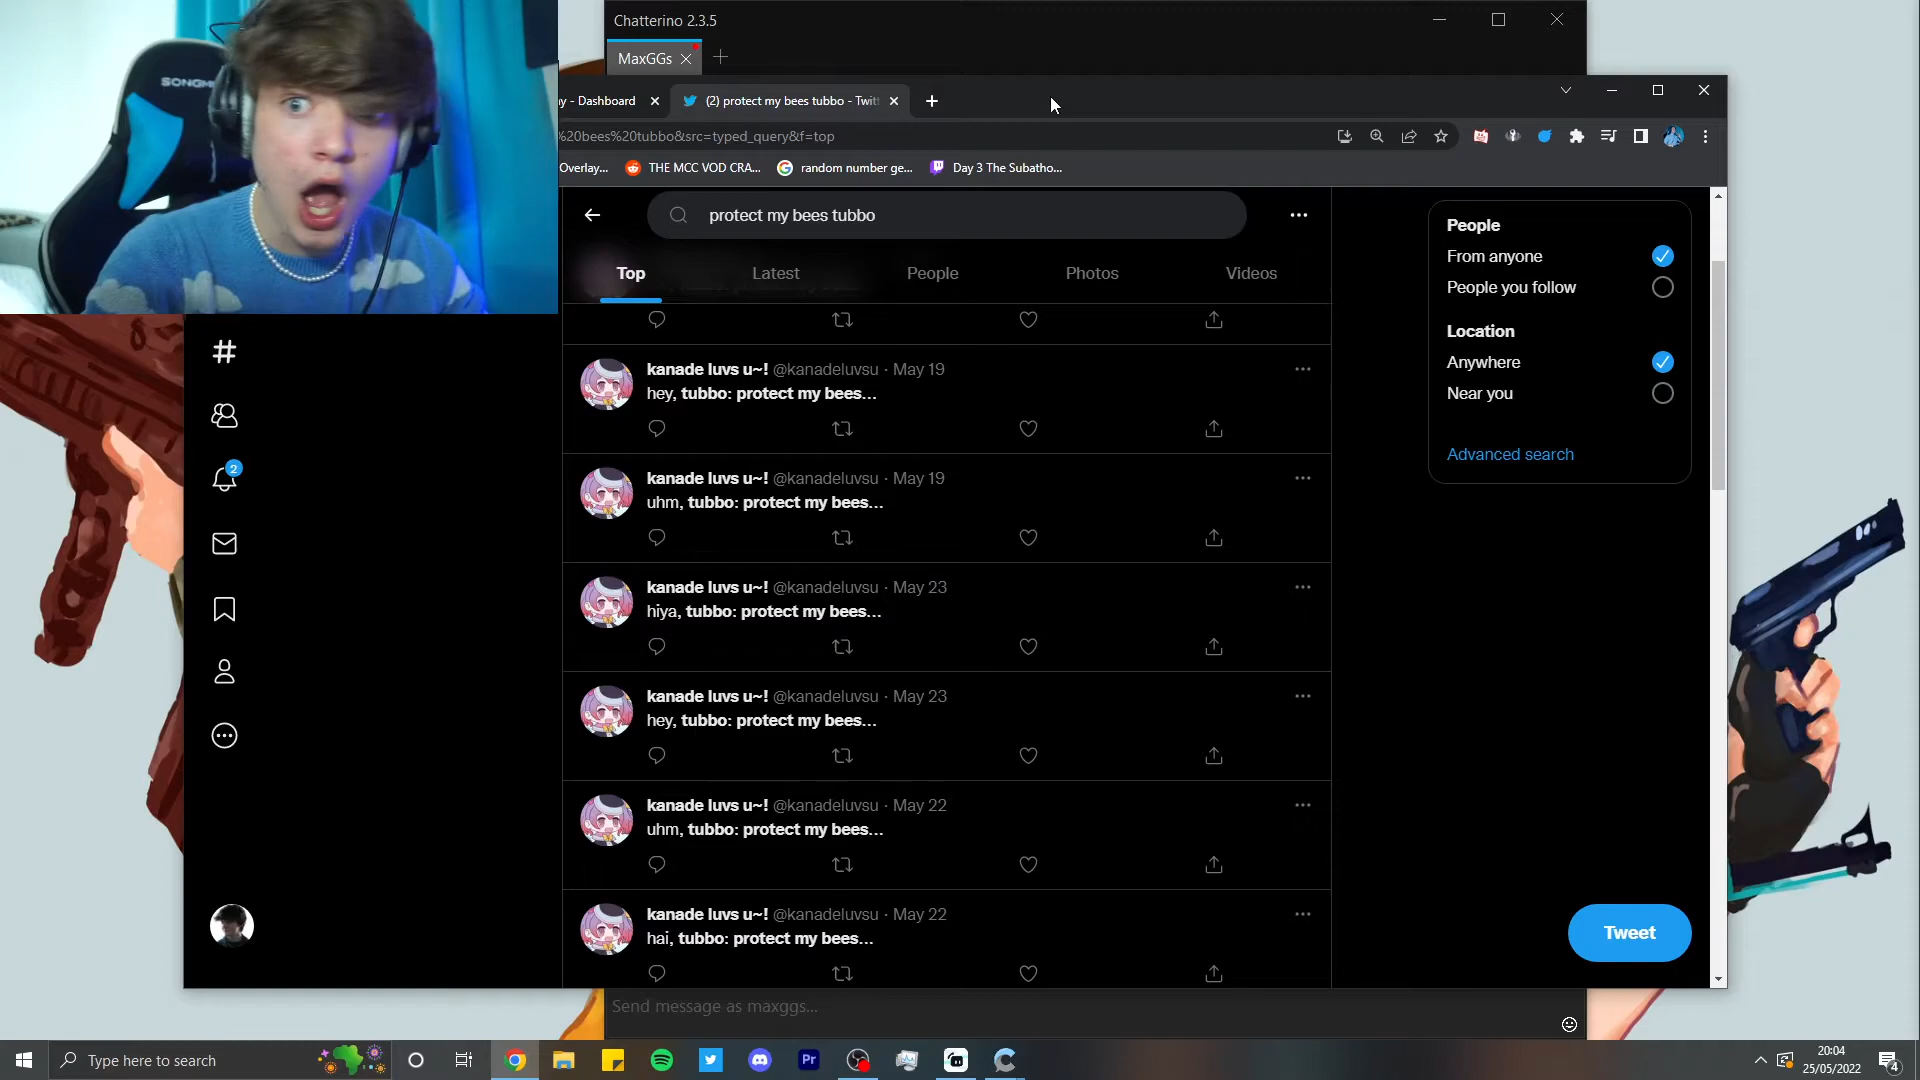 Chatterino 2.3.5
MaxGGs
SONGM
y - Dashboard
(2) protect my bees tubbo - Twit
%20bees%20tubbo&src=typed_query&f=top
Overlay...
THE MCC VOD CRA...
random number ge...
Day 3 The Subatho...
protect my bees tubbo
Top
Latest
People
Photos
Videos
kanade luvs u~! @kanadeluvsu · May 19
hey, tubbo: protect my bees...
kanade luvs u~! @kanadeluvsu · May 19
uhm, tubbo: protect my bees...
kanade luvs u~! @kanadeluvsu · May 23
hiya, tubbo: protect my bees...
kanade luvs u~! @kanadeluvsu · May 23
hey, tubbo: protect my bees...
kanade luvs u~! @kanadeluvsu · May 22
uhm, tubbo: protect my bees...
kanade luvs u~! @kanadeluvsu · May 22
hai, tubbo: protect my bees...
People
From anyone
People you follow
Location
Anywhere
Near you
Advanced search
2
Tweet
Send message as maxggs...
Type here to search
Pr
20:04
25/05/2022
4